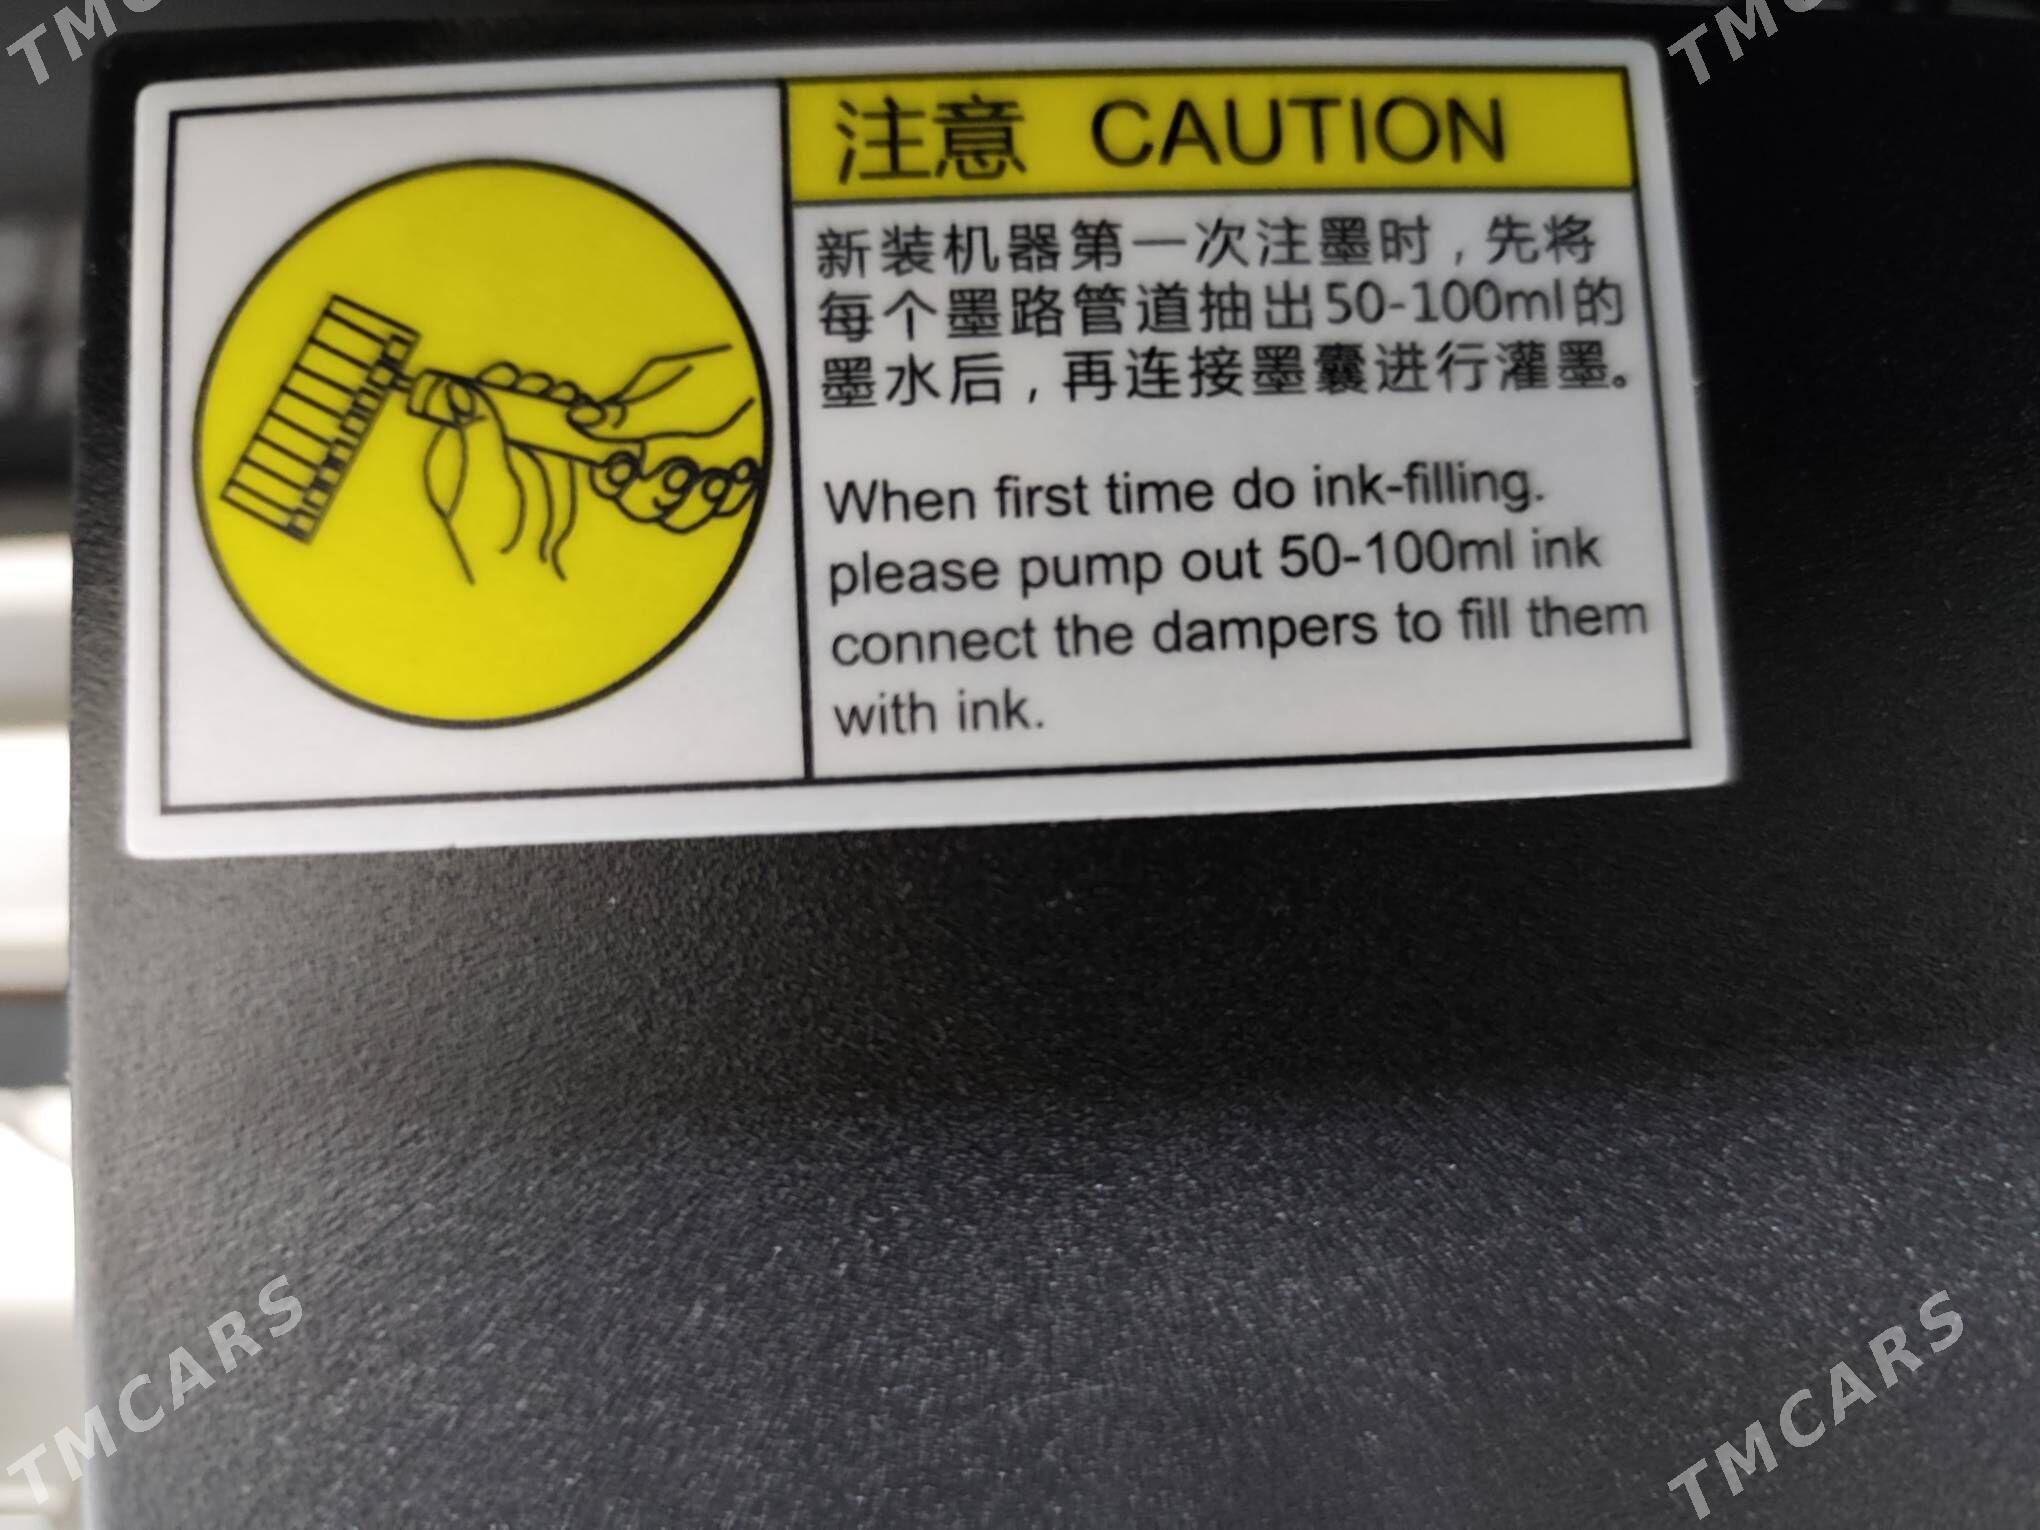 注意 CAUTION
新装机器第一次注墨时，先将
每个墨路管道抽出50-100ml的
墨水后，再连接墨囊进行灌墨。
When first time do ink-filling.
please pump out 50-100ml ink
connect the dampers to fill them
with ink.
TMCARS
TMCARS